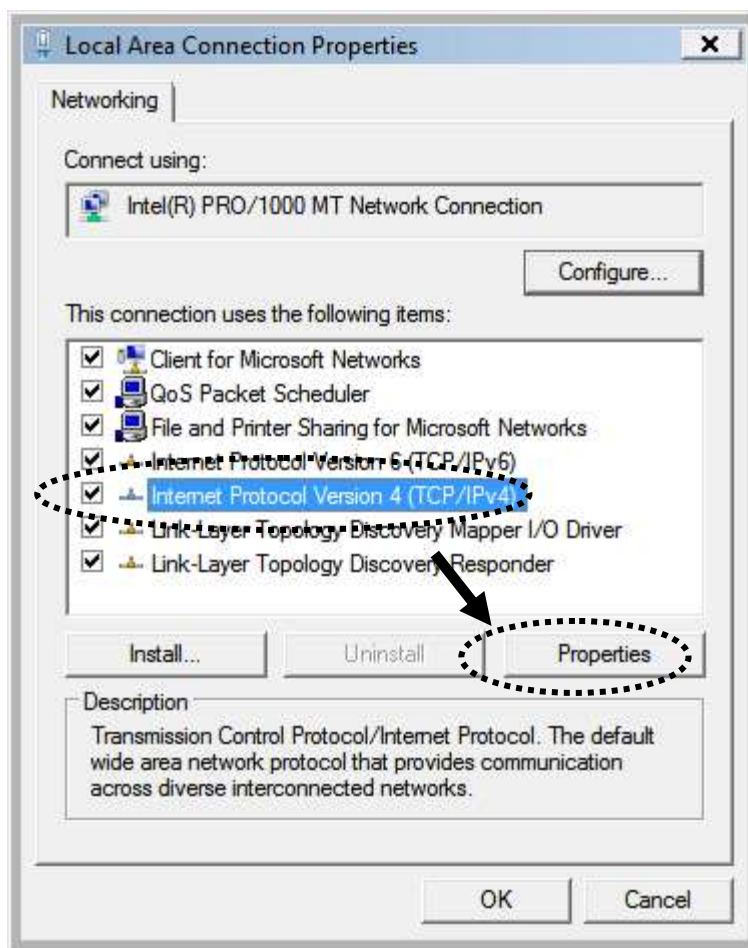 Local Area Connection Properties
Networking
Connect using:
Intel(R) PRO/1000 MT Network Connection
Configure...
This connection uses the following items:
Client for Microsoft Networks
QoS Packet Scheduler
File and Printer Sharing for Microsoft Networks
Internet Protocol Version 6 (TCP/IPv6)
Internet Protocol Version 4 (TCP/IPv4)
Link-Layer Topology Discovery Mapper I/O Driver
Link-Layer Topology Discovery Responder
Install... Uninstall Properties
Description
Transmission Control Protocol/Internet Protocol. The default
wide area network protocol that provides communication
across diverse interconnected networks.
OK Cancel